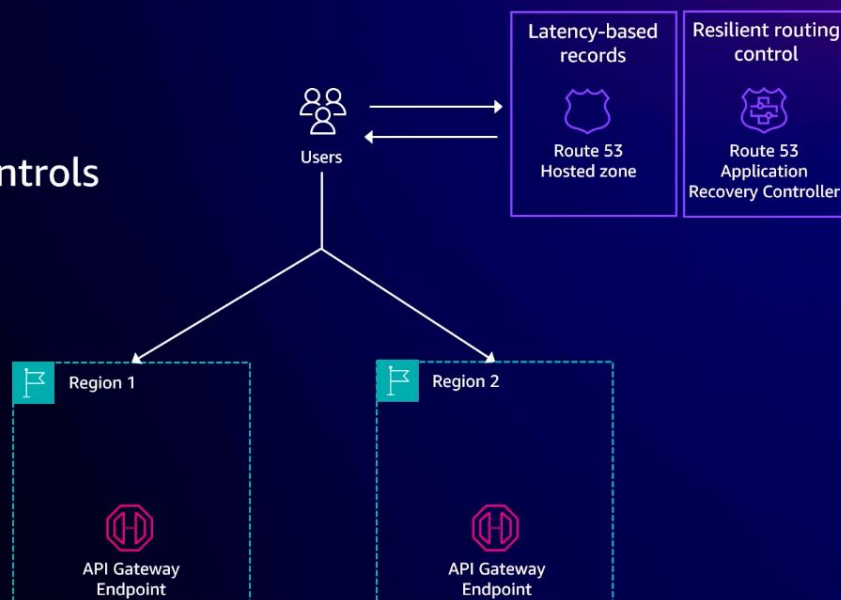 Latency-based
records
Resilient routing
control
Users
Route 53
Hosted zone
Route 53
Application
Recovery Controller
Region 1
Region 2
API Gateway
Endpoint
API Gateway
Endpoint